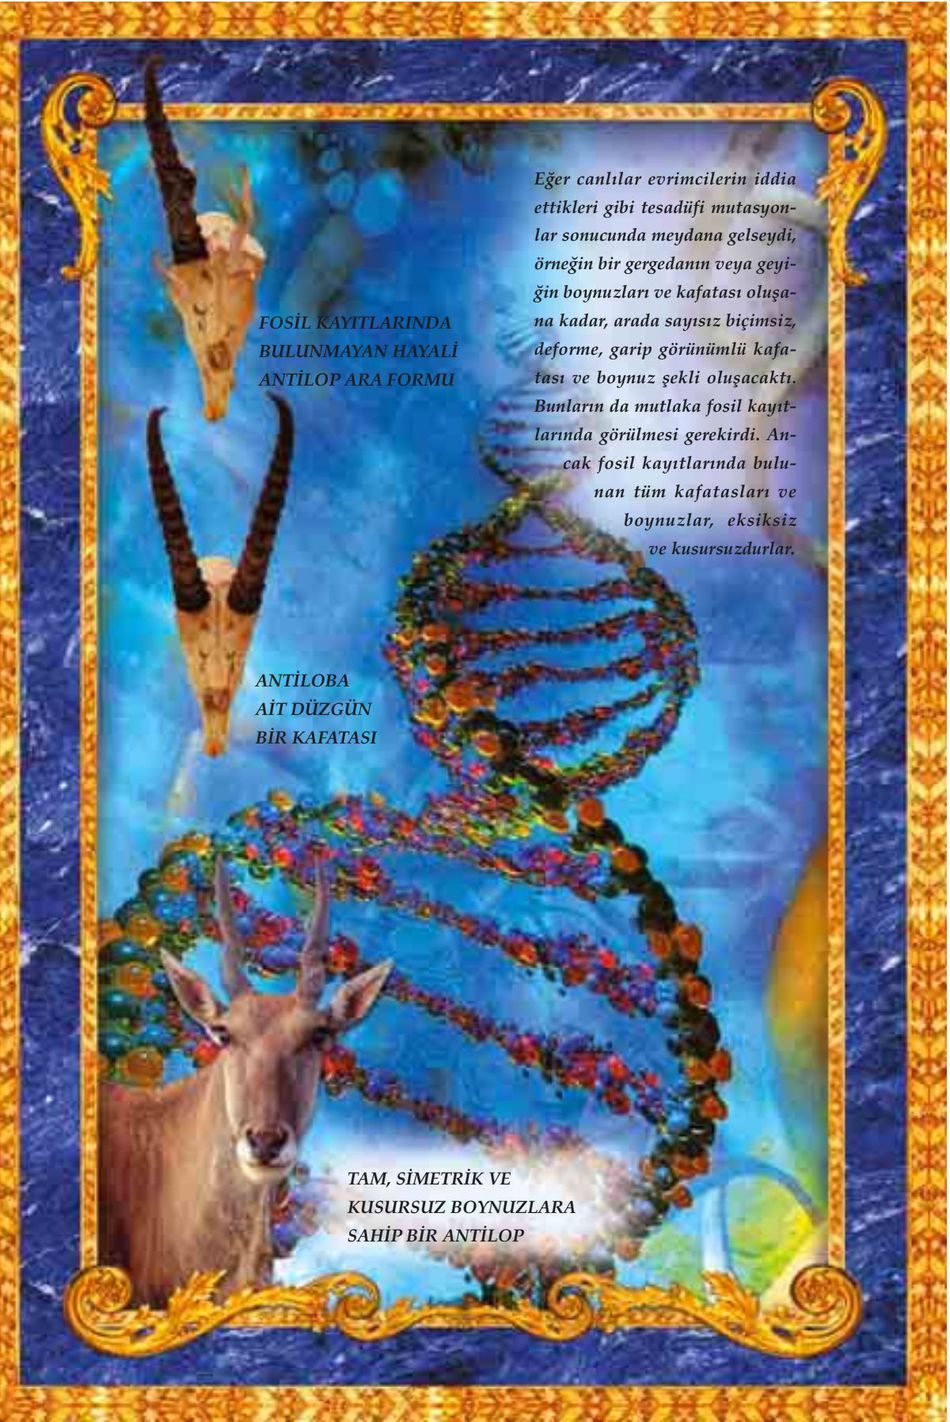 Eğer canlılar evrimcilerin iddia
ettikleri gibi tesadüfi mutasyon-
lar sonucunda meydana gelseydi,
örneğin bir gergedanın veya geyi-
ğin boynuzları ve kafatası oluşa-
na kadar, arada sayısız biçimsiz,
deforme, garip görünümlü kafa-
tası ve boynuz şekli oluşacaktı.
Bunların da mutlaka fosil kayıt-
larında görülmesi gerekirdi. An-
cak fosil kayıtlarında bulu-
nan tüm kafatasları ve
boynuzlar, eksiksiz
ve kusursuzdurlar.
FOSİL KAYITLARINDA
BULUNMAYAN HAYALİ
ANTİLOP ARA FORMU
ANTİLOBA
AİT DÜZGÜN
BİR KAFATASI
TAM, SİMETRİK VE
KUSURSUZ BOYNUZLARA
SAHİP BİR ANTİLOP